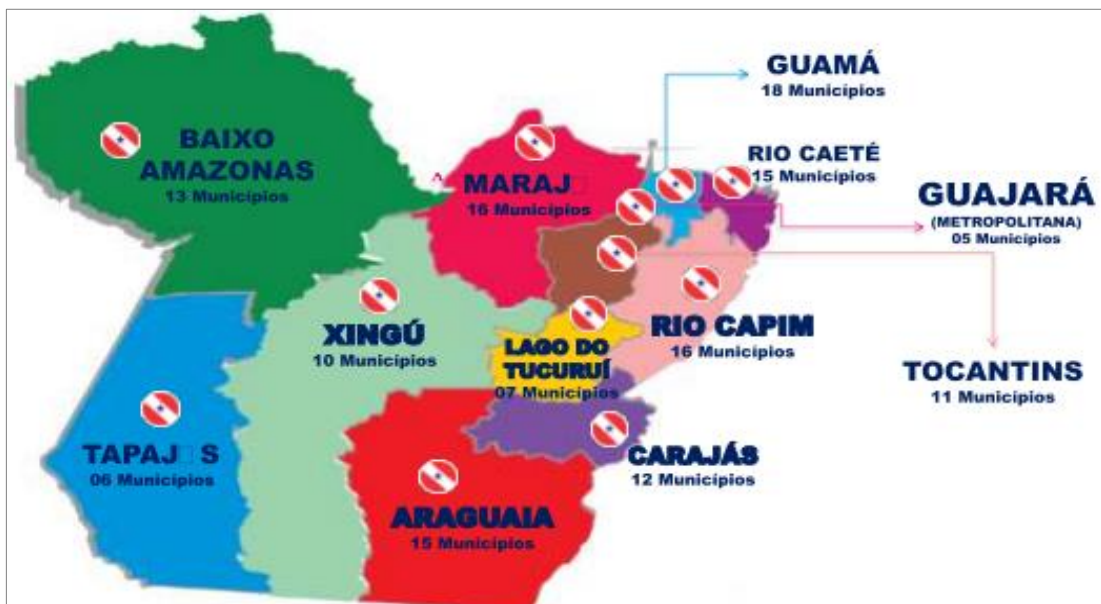 GUAMÁ
18 Municípios
BAIXO
AMAZONAS
13 Municípios
MARAJ□
16 Municípios
RIO CAETÉ
15 Municípios
GUAJARÁ
(METROPOLITANA)
05 Municípios
XINGÚ
10 Municípios
LAGO DO
TUCURUÍ
07 Municípios
RIO CAPIM
16 Municípios
TOCANTINS
11 Municípios
TAPAJ□ S
06 Municípios
CARAJÁS
12 Municípios
ARAGUAIA
15 Municípios